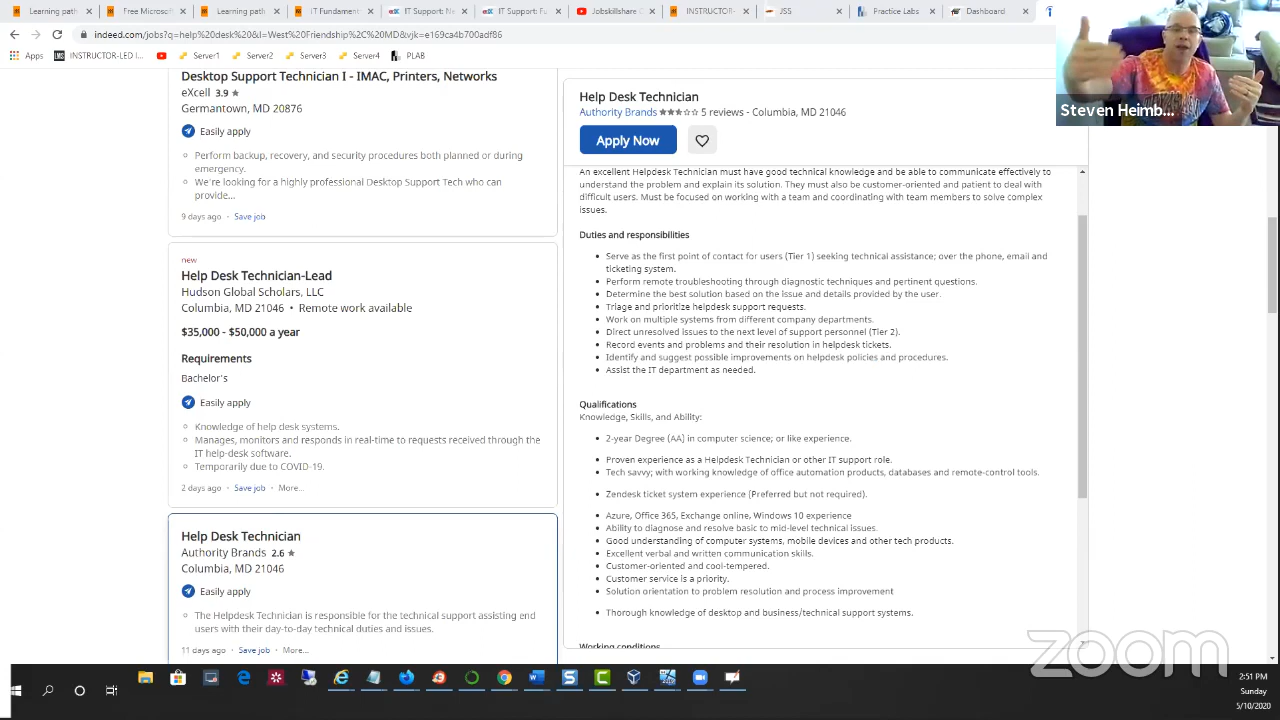 Learning path
Free Microsof
Learning path
IT Fundament
IT Support Ni
IT Support Fu
Jobskillshare C
INSTRUCTOR-
JSS
Practice Labs
Dashboard
indeed.com/jobs?q=help%20desk%20&l=West%20Friendship%2C%20MD&vjk=e169ca4b700adf86
Apps
INSTRUCTOR-LED I...
Server1
Server2
Server3
Server4
PLAB
Steven Heimb...
Desktop Support Technician I - IMAC, Printers, Networks
eXcell 3.9
Germantown, MD 20876
Easily apply
Perform backup, recovery, and security procedures both planned or during
emergency.
We're looking for a highly professional Desktop Support Tech who can
provide...
9 days ago · Save job
new
Help Desk Technician-Lead
Hudson Global Scholars, LLC
Columbia, MD 21046 • Remote work available
$35,000 - $50,000 a year
Requirements
Bachelor's
Easily apply
Knowledge of help desk systems.
Manages, monitors and responds in real-time to requests received through the
IT help-desk software.
Temporarily due to COVID-19.
2 days ago · Save job · More...
Help Desk Technician
Authority Brands 2.6
Columbia, MD 21046
Easily apply
The Helpdesk Technician is responsible for the technical support assisting end
users with their day-to-day technical duties and issues.
11 days ago · Save job · More...
Help Desk Technician
Authority Brands 5 reviews - Columbia, MD 21046
Apply Now
An excellent Helpdesk Technician must have good technical knowledge and be able to communicate effectively to
understand the problem and explain its solution. They must also be customer-oriented and patient to deal with
difficult users. Must be focused on working with a team and coordinating with team members to solve complex
issues.
Duties and responsibilities
Serve as the first point of contact for users (Tier 1) seeking technical assistance; over the phone, email and
ticketing system.
Perform remote troubleshooting through diagnostic techniques and pertinent questions.
Determine the best solution based on the issue and details provided by the user.
Triage and prioritize helpdesk support requests.
Work on multiple systems from different company departments.
Direct unresolved issues to the next level of support personnel (Tier 2).
Record events and problems and their resolution in helpdesk tickets.
Identify and suggest possible improvements on helpdesk policies and procedures.
Assist the IT department as needed.
Qualifications
Knowledge, Skills, and Ability:
2-year Degree (AA) in computer science; or like experience.
Proven experience as a Helpdesk Technician or other IT support role.
Tech savvy; with working knowledge of office automation products, databases and remote-control tools.
Zendesk ticket system experience (Preferred but not required).
Azure, Office 365, Exchange online, Windows 10 experience
Ability to diagnose and resolve basic to mid-level technical issues.
Good understanding of computer systems, mobile devices and other tech products.
Excellent verbal and written communication skills.
Customer-oriented and cool-tempered.
Customer service is a priority.
Solution orientation to problem resolution and process improvement
Thorough knowledge of desktop and business/technical support systems.
Working conditions
zoom
2:51 PM
Sunday
5/10/2020